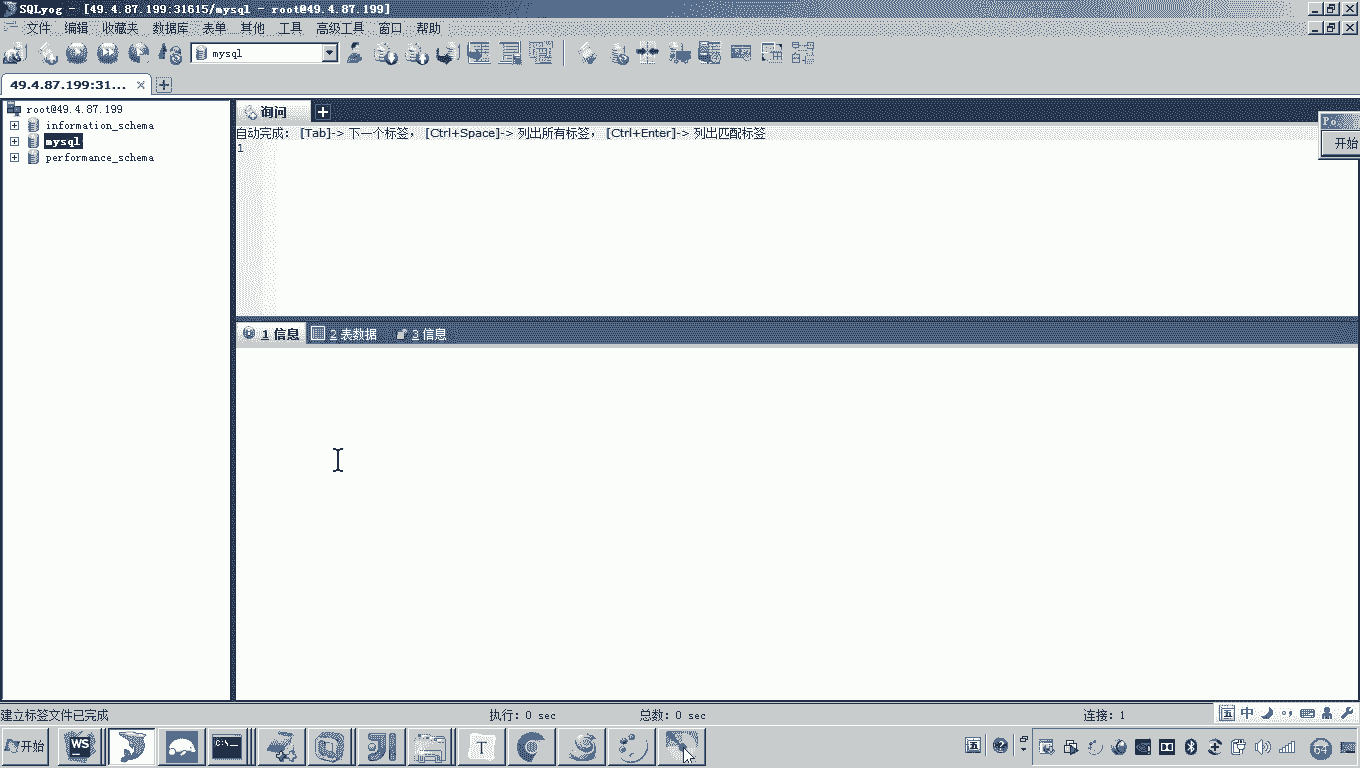 SQLyog - [49.4.87.199:31615/mysql - root@49.4.87.199]
文件 编辑 收藏夹 数据库 表单 其他 工具 高级工具 窗口 帮助
mysql
49.4.87.199:31...
root@49.4.87.199
information_schema
mysql
performance_schema
询问
自动完成: [Tab]-> 下一个标签, [Ctrl+Space]-> 列出所有标签, [Ctrl+Enter]-> 列出匹配标签
1
Po
开始
1 信息 2 表数据 3 信息
建立标签文件已完成 执行: 0 sec 总数: 0 sec 连接: 1
五 中
开始 WS C:\ T 五 64